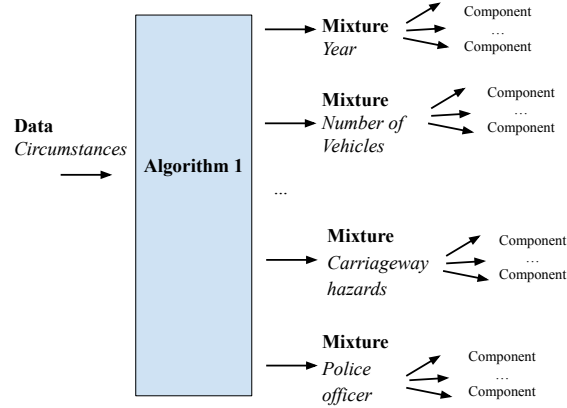 Data
Circumstances
Algorithm 1
Mixture
Year
Component
...
Component
Mixture
Number of
Vehicles
Component
...
Component
...
Mixture
Carriageway
hazards
Component
...
Component
Mixture
Police
officer
Component
...
Component